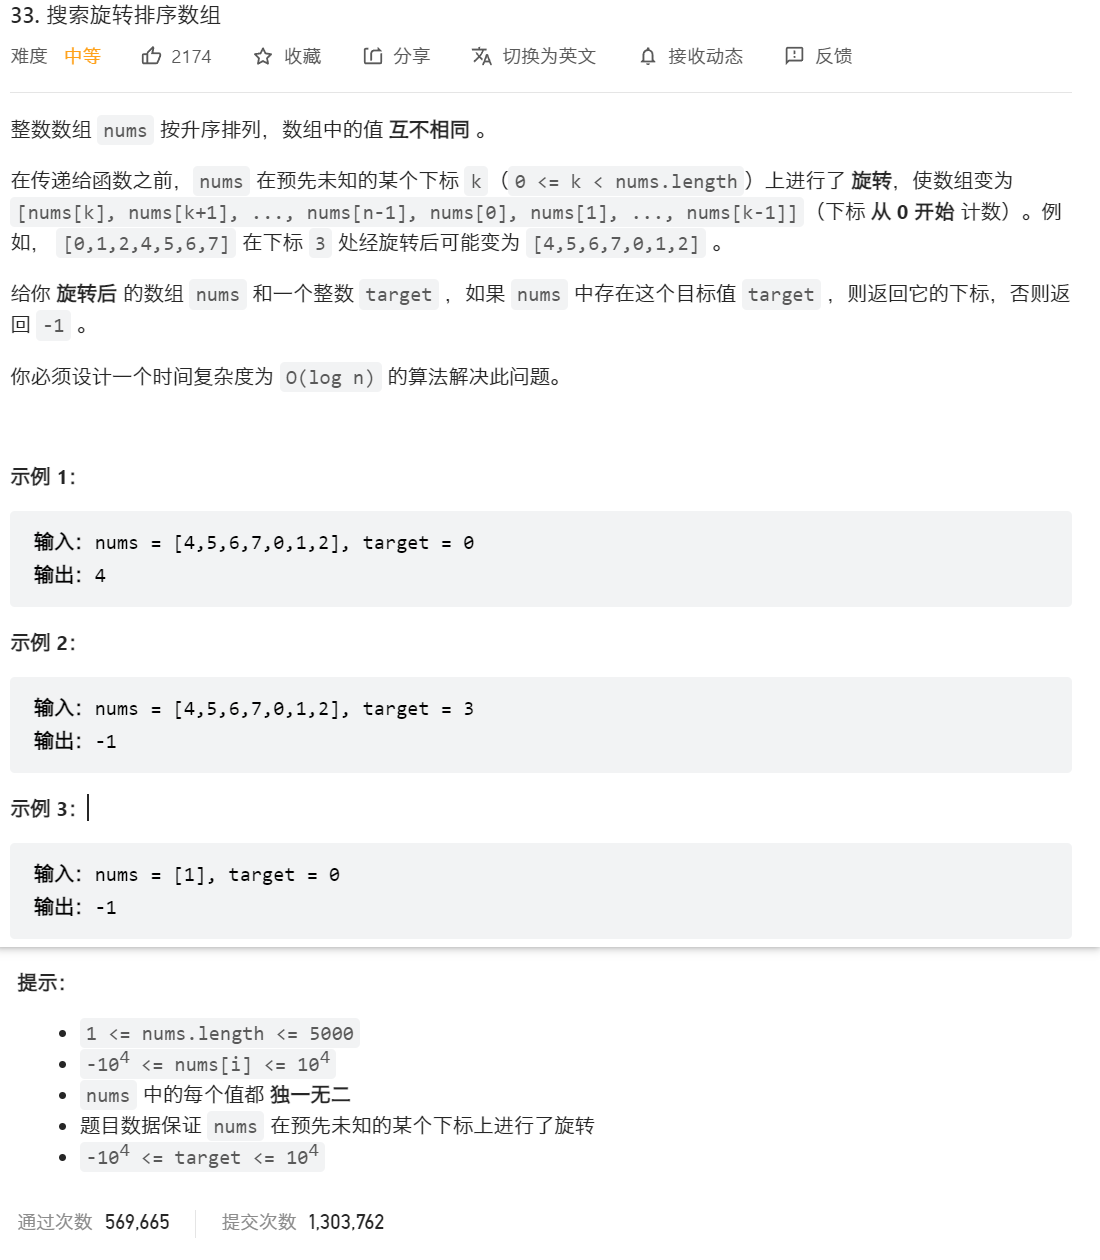 33. 搜索旋转排序数组
难度 中等 2174 收藏 分享 切换为英文 接收动态 反馈
整数数组 nums 按升序排列，数组中的值 互不相同 。
在传递给函数之前，nums 在预先未知的某个下标 k（0 <= k < nums.length）上进行了 旋转，使数组变为
[nums[k], nums[k+1], ..., nums[n-1], nums[0], nums[1], ..., nums[k-1]]（下标 从 0 开始 计数）。例
如， [0,1,2,4,5,6,7] 在下标 3 处经旋转后可能变为 [4,5,6,7,0,1,2] 。
给你 旋转后 的数组 nums 和一个整数 target ，如果 nums 中存在这个目标值 target ，则返回它的下标，否则返
回 -1 。
你必须设计一个时间复杂度为 O(log n) 的算法解决此问题。
示例 1：
输入：nums = [4,5,6,7,0,1,2], target = 0
输出：4
示例 2：
输入：nums = [4,5,6,7,0,1,2], target = 3
输出：-1
示例 3：
输入：nums = [1], target = 0
输出：-1
提示：
1 <= nums.length <= 5000
-10⁴ <= nums[i] <= 10⁴
nums 中的每个值都 独一无二
题目数据保证 nums 在预先未知的某个下标上进行了旋转
-10⁴ <= target <= 10⁴
通过次数 569,665 提交次数 1,303,762